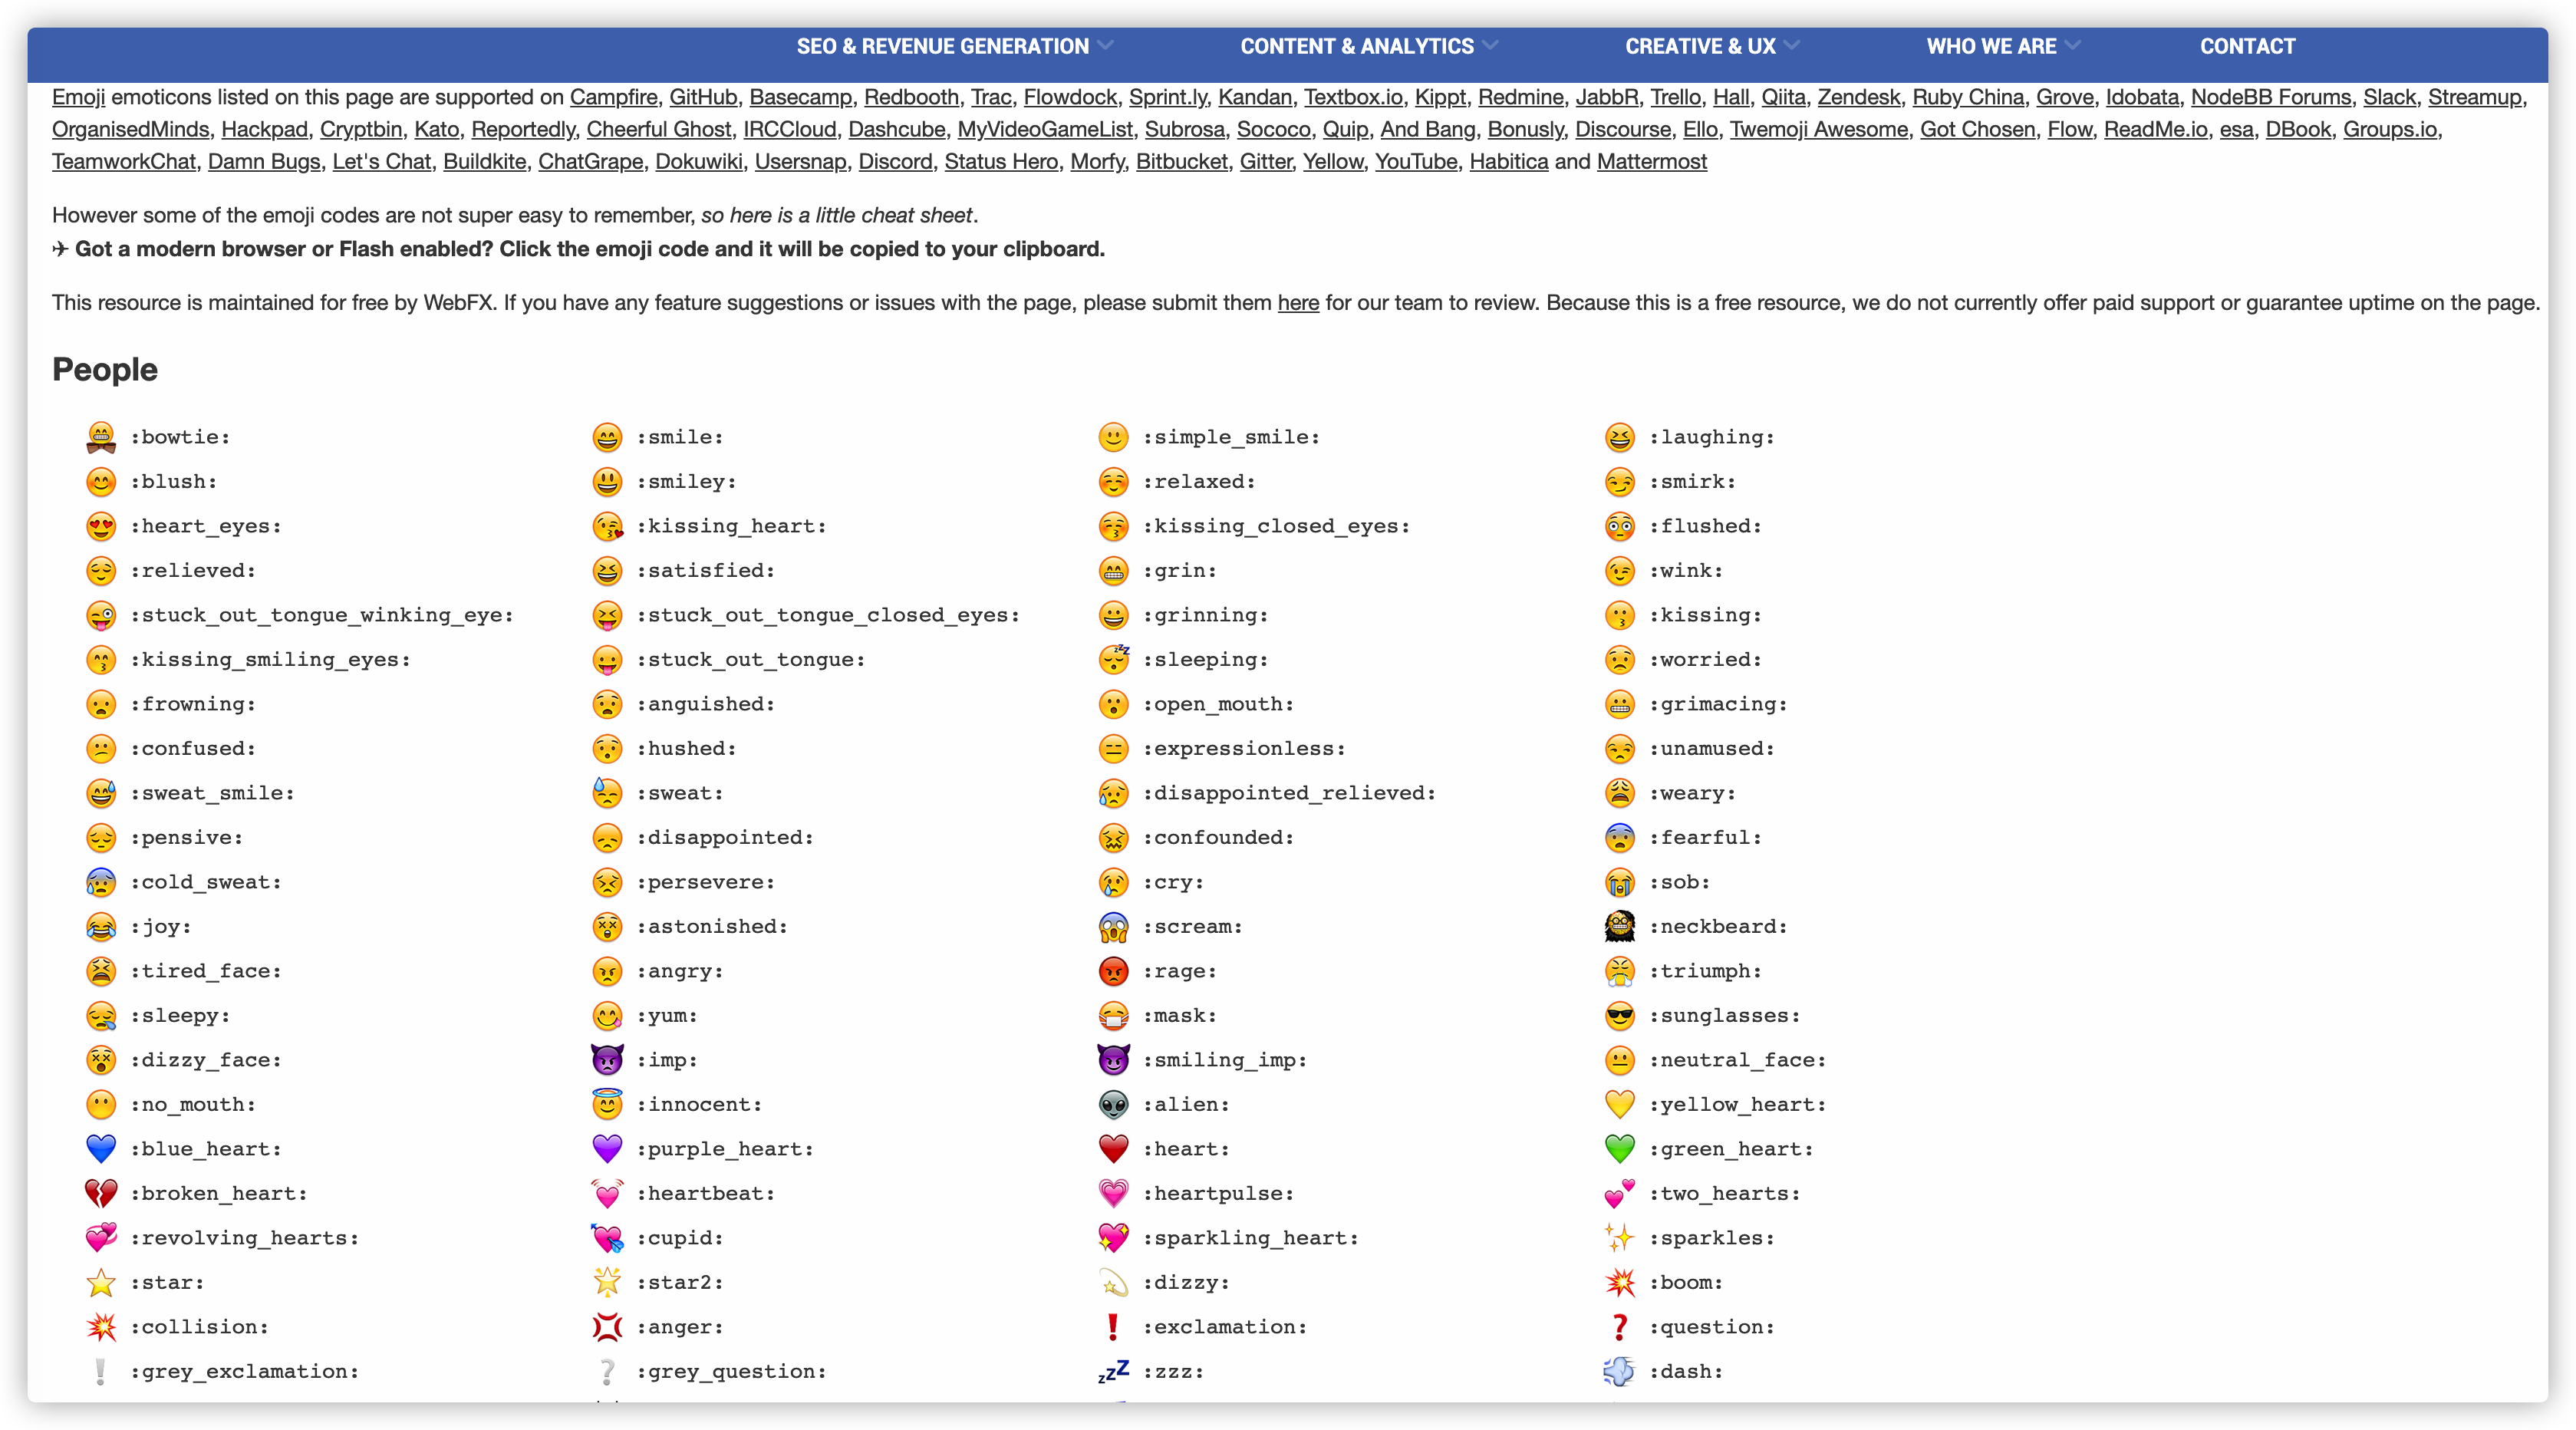 SEO & REVENUE GENERATION CONTENT & ANALYTICS CREATIVE & UX WHO WE ARE CONTACT
Emoji emoticons listed on this page are supported on Campfire, GitHub, Basecamp, Redbooth, Trac, Flowdock, Sprint.ly, Kandan, Textbox.io, Kippt, Redmine, JabbR, Trello, Hall, Qiita, Zendesk, Ruby China, Grove, Idobata, NodeBB Forums, Slack, Streamup,
OrganisedMinds, Hackpad, Cryptbin, Kato, Reportedly, Cheerful Ghost, IRCCloud, Dashcube, MyVideoGameList, Subrosa, Sococo, Quip, And Bang, Bonusly, Discourse, Ello, Twemoji Awesome, Got Chosen, Flow, ReadMe.io, esa, DBook, Groups.io,
TeamworkChat, Damn Bugs, Let's Chat, Buildkite, ChatGrape, Dokuwiki, Usersnap, Discord, Status Hero, Morfy, Bitbucket, Gitter, Yellow, YouTube, Habitica and Mattermost
However some of the emoji codes are not super easy to remember, so here is a little cheat sheet.
✈ Got a modern browser or Flash enabled? Click the emoji code and it will be copied to your clipboard.
This resource is maintained for free by WebFX. If you have any feature suggestions or issues with the page, please submit them here for our team to review. Because this is a free resource, we do not currently offer paid support or guarantee uptime on the page.
People
:bowtie: :smile: :simple_smile: :laughing:
:blush: :smiley: :relaxed: :smirk:
:heart_eyes: :kissing_heart: :kissing_closed_eyes: :flushed:
:relieved: :satisfied: :grin: :wink:
:stuck_out_tongue_winking_eye: :stuck_out_tongue_closed_eyes: :grinning: :kissing:
:kissing_smiling_eyes: :stuck_out_tongue: :sleeping: :worried:
:frowning: :anguished: :open_mouth: :grimacing:
:confused: :hushed: :expressionless: :unamused:
:sweat_smile: :sweat: :disappointed_relieved: :weary:
:pensive: :disappointed: :confounded: :fearful:
:cold_sweat: :persevere: :cry: :sob:
:joy: :astonished: :scream: :neckbeard:
:tired_face: :angry: :rage: :triumph:
:sleepy: :yum: :mask: :sunglasses:
:dizzy_face: :imp: :smiling_imp: :neutral_face:
:no_mouth: :innocent: :alien: :yellow_heart:
:blue_heart: :purple_heart: :heart: :green_heart:
:broken_heart: :heartbeat: :heartpulse: :two_hearts:
:revolving_hearts: :cupid: :sparkling_heart: :sparkles:
:star: :star2: :dizzy: :boom:
:collision: :anger: :exclamation: :question:
:grey_exclamation: :grey_question: :zzz: :dash: